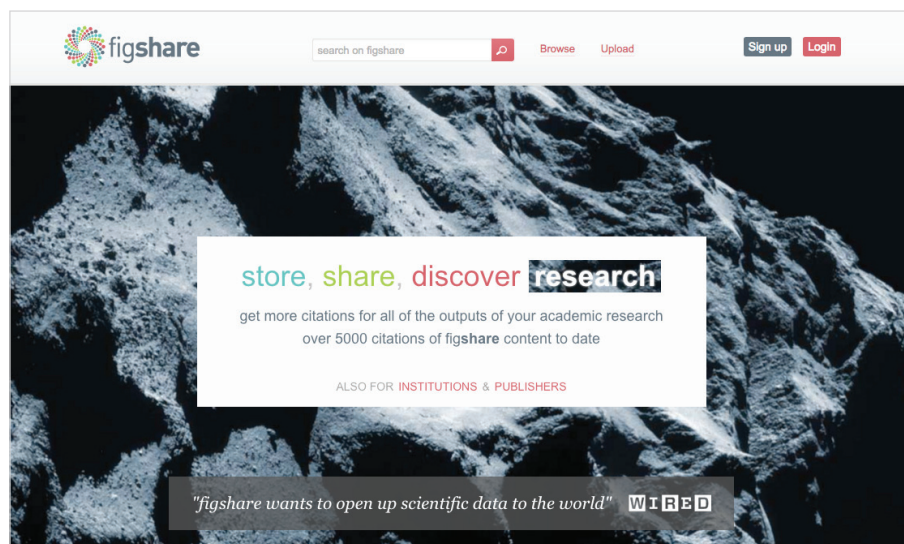 figshare
search on figshare
Browse Upload
Sign up Login
store, share, discover research
get more citations for all of the outputs of your academic research
over 5000 citations of figshare content to date
ALSO FOR INSTITUTIONS & PUBLISHERS
"figshare wants to open up scientific data to the world" WIRED